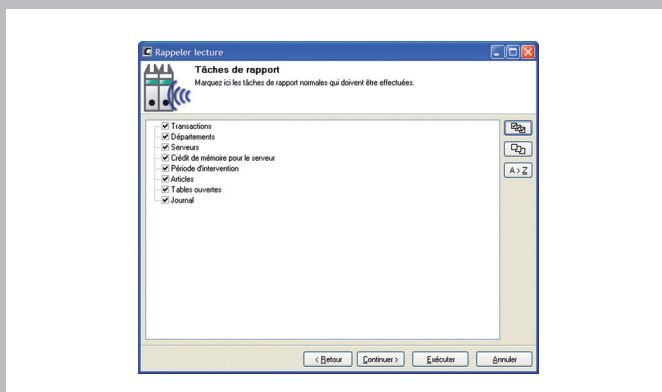 Rappeler lecture
Tâches de rapport
Marquez ici les tâches de rapport normales qui doivent être effectuées.
Transactions
Départements
Serveurs
Crédit de mémoire pour le serveur
Période d'intervention
Articles
Tables ouvertes
Journal
A>Z
< Retour Continuer > Exécuter Annuler